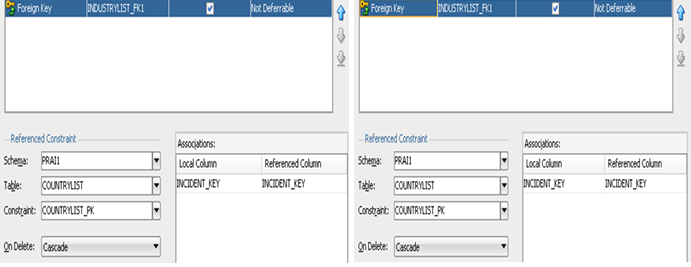 Foreign Key INDUSTRYLIST_FK1 Not Deferrable
Referenced Constraint
Schema: PRAI1
Table: COUNTRYLIST
Constraint: COUNTRYLIST_PK
On Delete: Cascade
Associations:
Local Column Referenced Column
INCIDENT_KEY INCIDENT_KEY
Foreign Key INDUSTRYLIST_FK1 Not Deferrable
Referenced Constraint
Schema: PRAI1
Table: COUNTRYLIST
Constraint: COUNTRYLIST_PK
On Delete: Cascade
Associations:
Local Column Referenced Column
INCIDENT_KEY INCIDENT_KEY